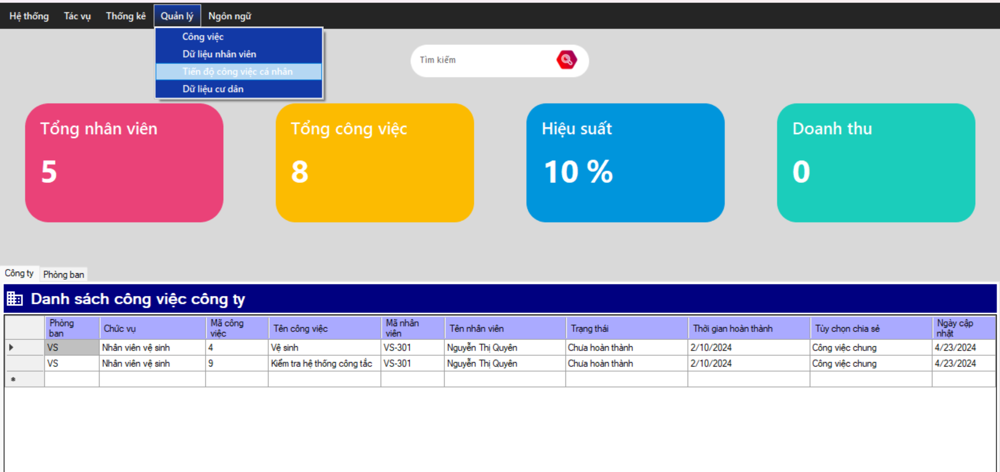 Hệ thống Tác vụ Thống kê Quản lý Ngôn ngữ
Công việc
Dữ liệu nhân viên
Tiến độ công việc cá nhân
Dữ liệu cư dân
Tìm kiếm
Tổng nhân viên
5
Tổng công việc
8
Hiệu suất
10 %
Doanh thu
0
Công ty Phòng ban
Danh sách công việc công ty
Phòng ban Chức vụ Mã công việc Tên công việc Mã nhân viên Tên nhân viên Trạng thái Thời gian hoàn thành Tùy chọn chia sẻ Ngày cập nhật
VS Nhân viên vệ sinh 4 Vệ sinh VS-301 Nguyễn Thị Quyên Chưa hoàn thành 2/10/2024 Công việc chung 4/23/2024
VS Nhân viên vệ sinh 9 Kiểm tra hệ thống công tắc VS-301 Nguyễn Thị Quyên Chưa hoàn thành 2/10/2024 Công việc chung 4/23/2024